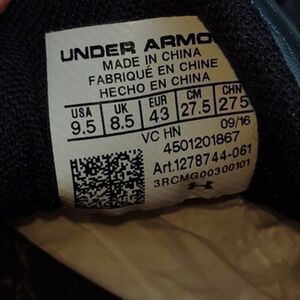 UNDER ARMO
MADE IN CHINA
FABRIQUÉ EN CHINE
HECHO EN CHINA
USA UK EUR CM CHN
9.5 8.5 43 27.5 275
09/16
VC HN
4501201867
Art.1278744-061
3RCMG00300101